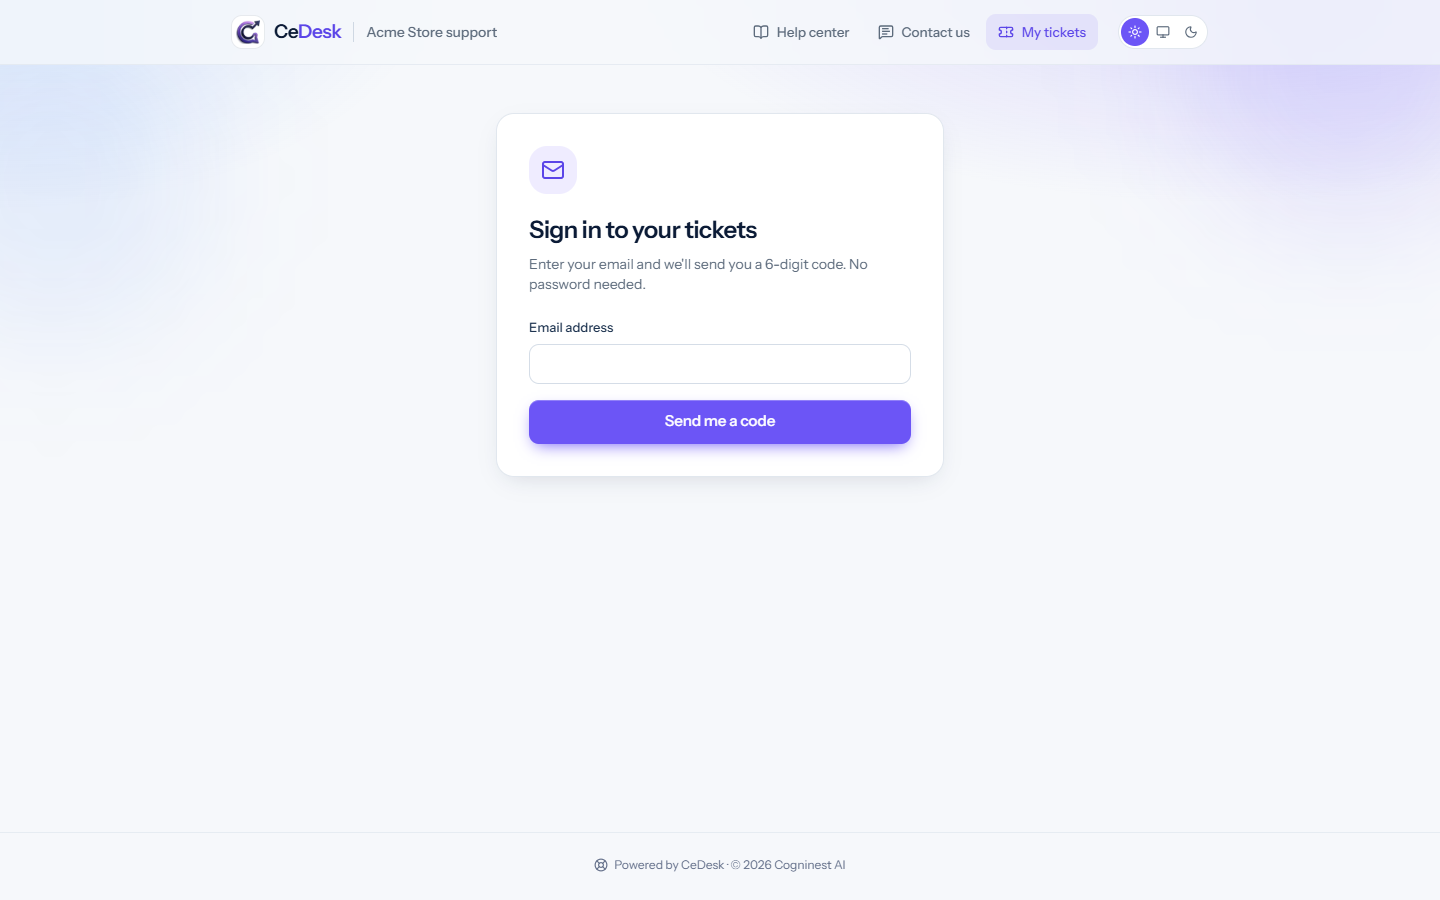 CeDesk
Acme Store support
Help center
Contact us
My tickets
Sign in to your tickets
Enter your email and we'll send you a 6-digit code. No
password needed.
Email address
Send me a code
Powered by CeDesk · © 2026 Cogninest AI